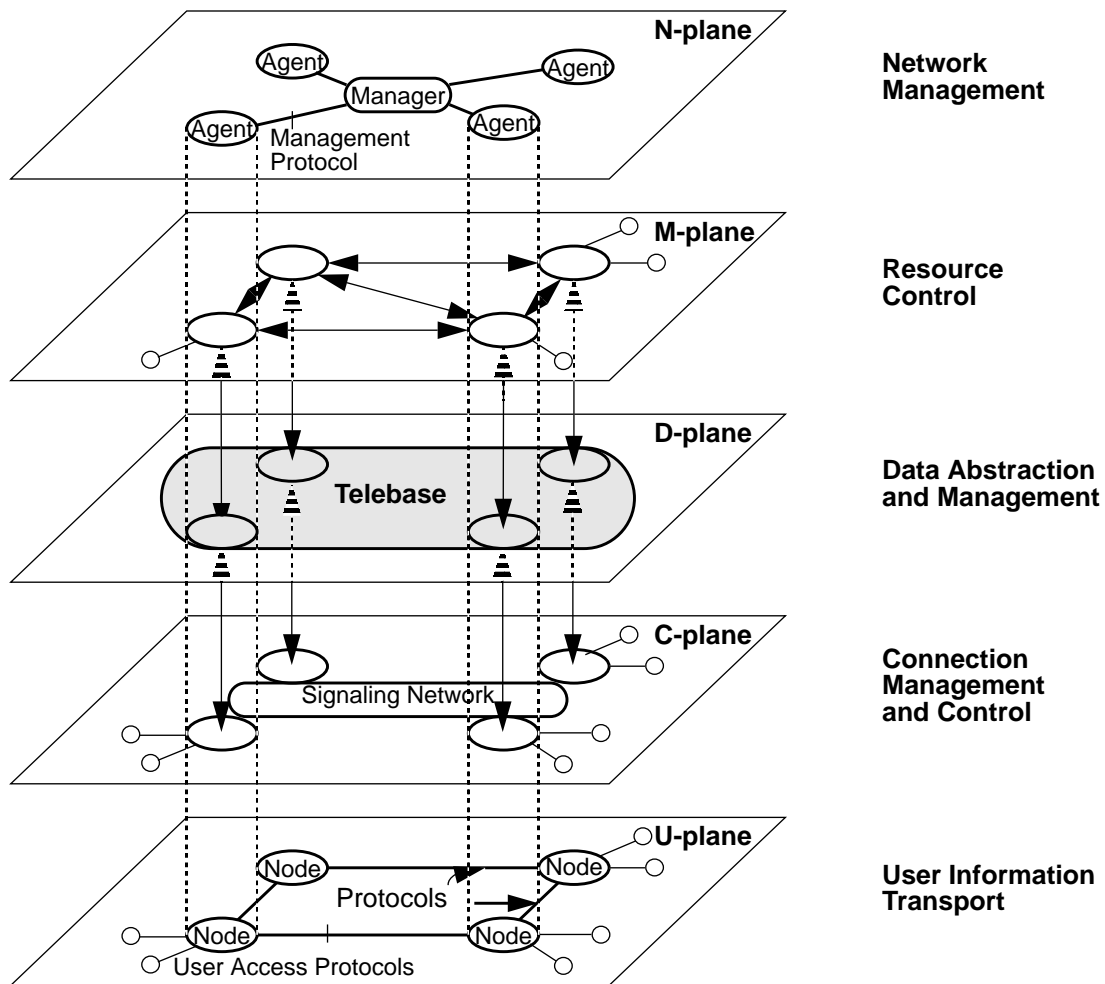 N-plane
Agent
Agent
Manager
Agent
Agent
Management
Protocol
Network
Management
M-plane
Resource
Control
D-plane
Telebase
Data Abstraction
and Management
C-plane
Signaling Network
Connection
Management
and Control
U-plane
Node
Node
Protocols
Node
Node
User Access Protocols
User Information
Transport